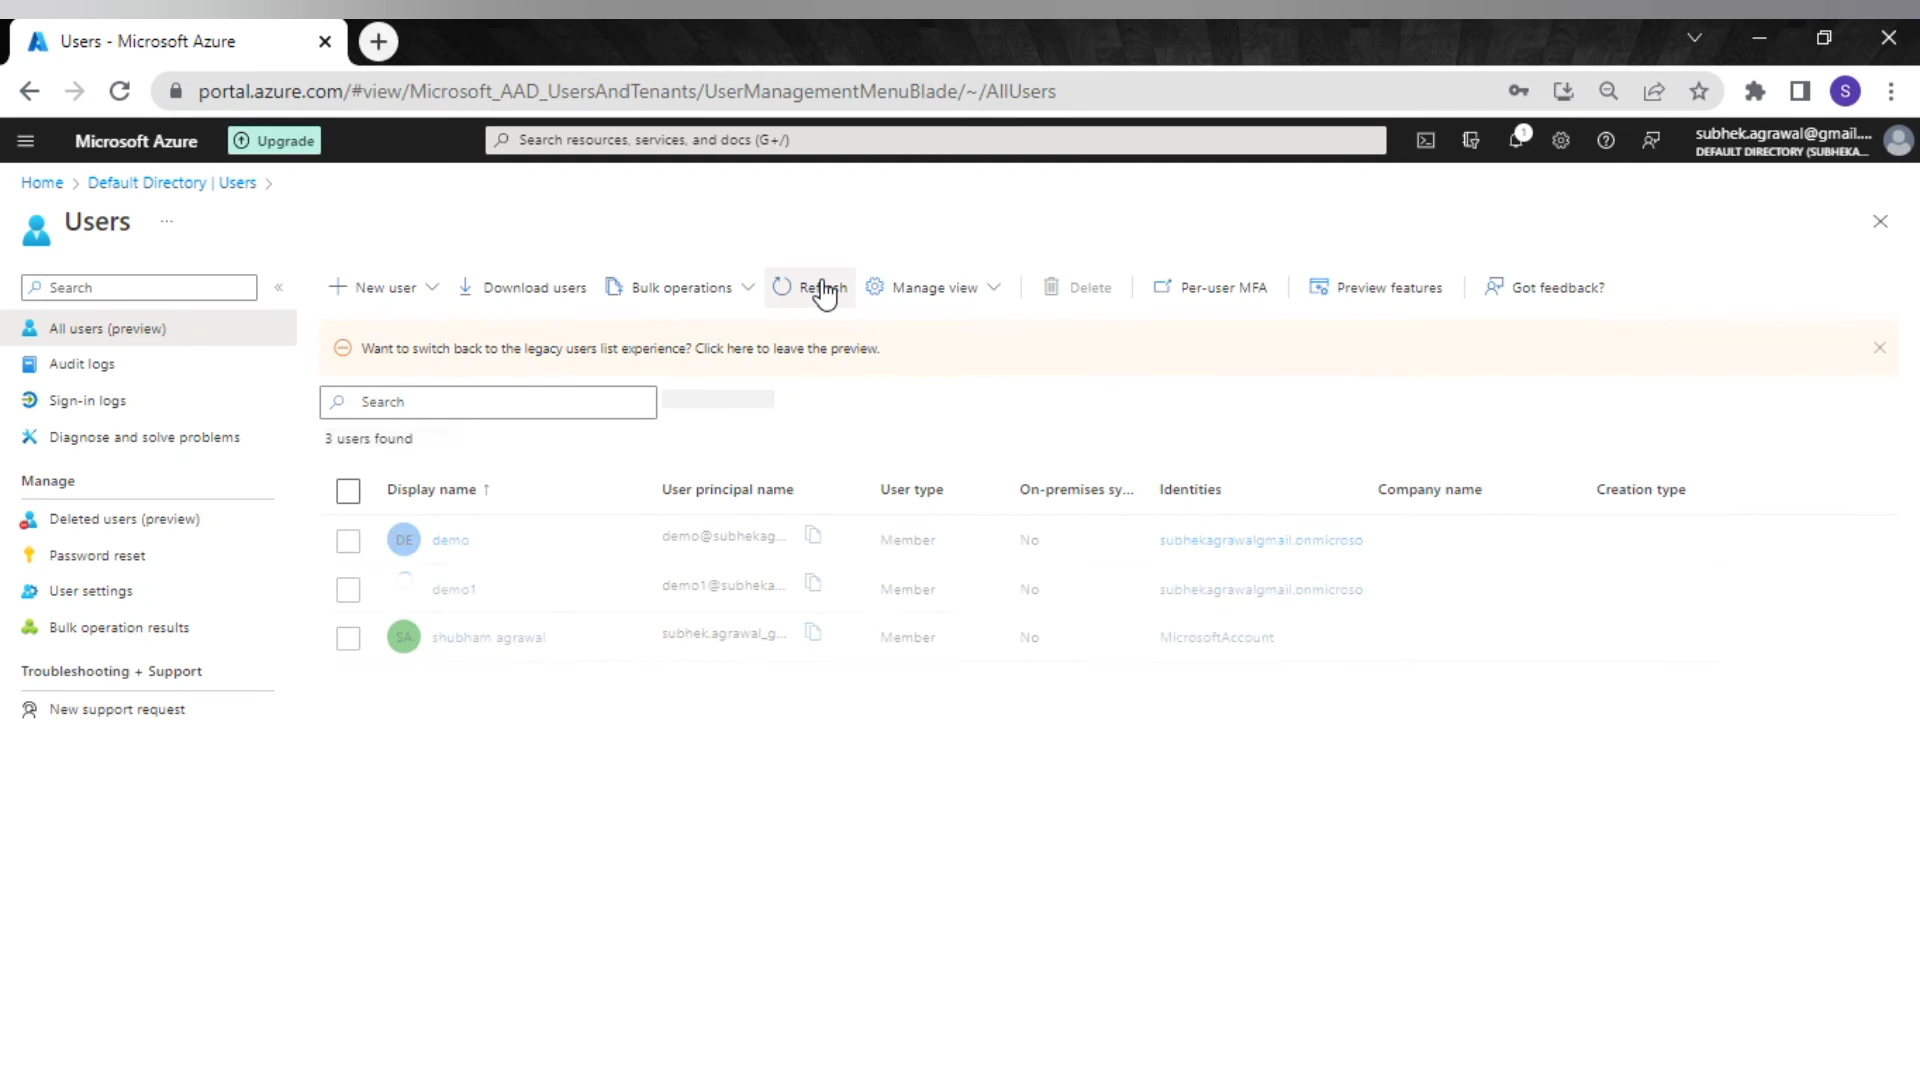 Users - Microsoft Azure
portal.azure.com/#view/Microsoft_AAD_UsersAndTenants/UserManagementMenuBlade/~/AllUsers
S
Microsoft Azure
Upgrade
Search resources, services, and docs (G+/)
1
subhek.agrawal@gmail....
DEFAULT DIRECTORY (SUBHEKA...
Home > Default Directory | Users >
Users ...
Search «
New user
Download users
Bulk operations
Refresh
Manage view
Delete
Per-user MFA
Preview features
Got feedback?
All users (preview)
Audit logs
Sign-in logs
Diagnose and solve problems
Manage
Deleted users (preview)
Password reset
User settings
Bulk operation results
Troubleshooting + Support
New support request
Want to switch back to the legacy users list experience? Click here to leave the preview.
Search
3 users found
Display name ↑ User principal name User type On-premises sy... Identities Company name Creation type
DE demo demo@subhekag... Member No subhekagrawalgmail.onmicroso
demo1 demo1@subheka... Member No subhekagrawalgmail.onmicroso
SA shubham agrawal subhek.agrawal_g... Member No MicrosoftAccount